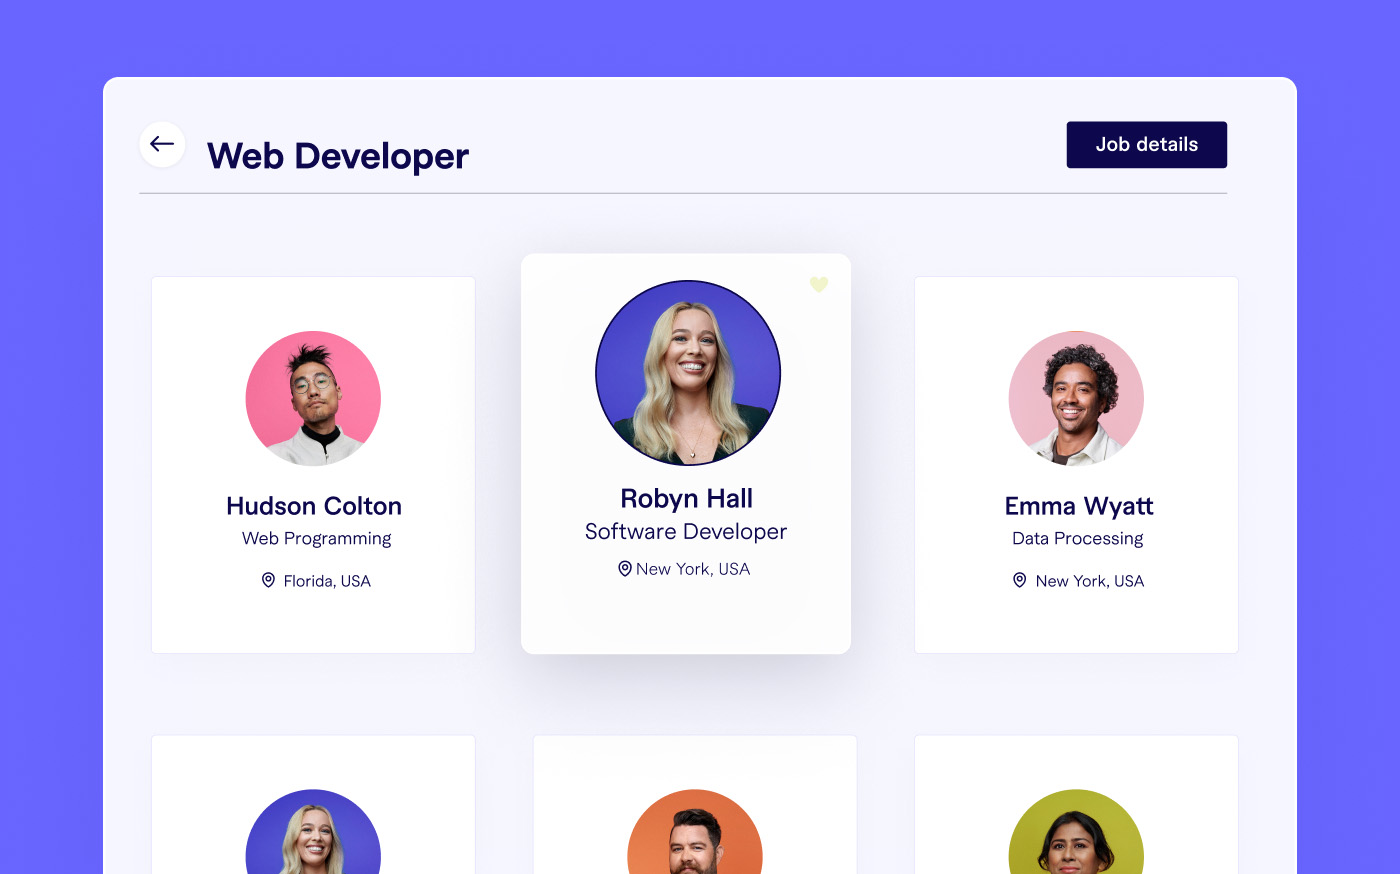 Web Developer
Job details
Hudson Colton
Web Programming
Florida, USA
Robyn Hall
Software Developer
New York, USA
Emma Wyatt
Data Processing
New York, USA